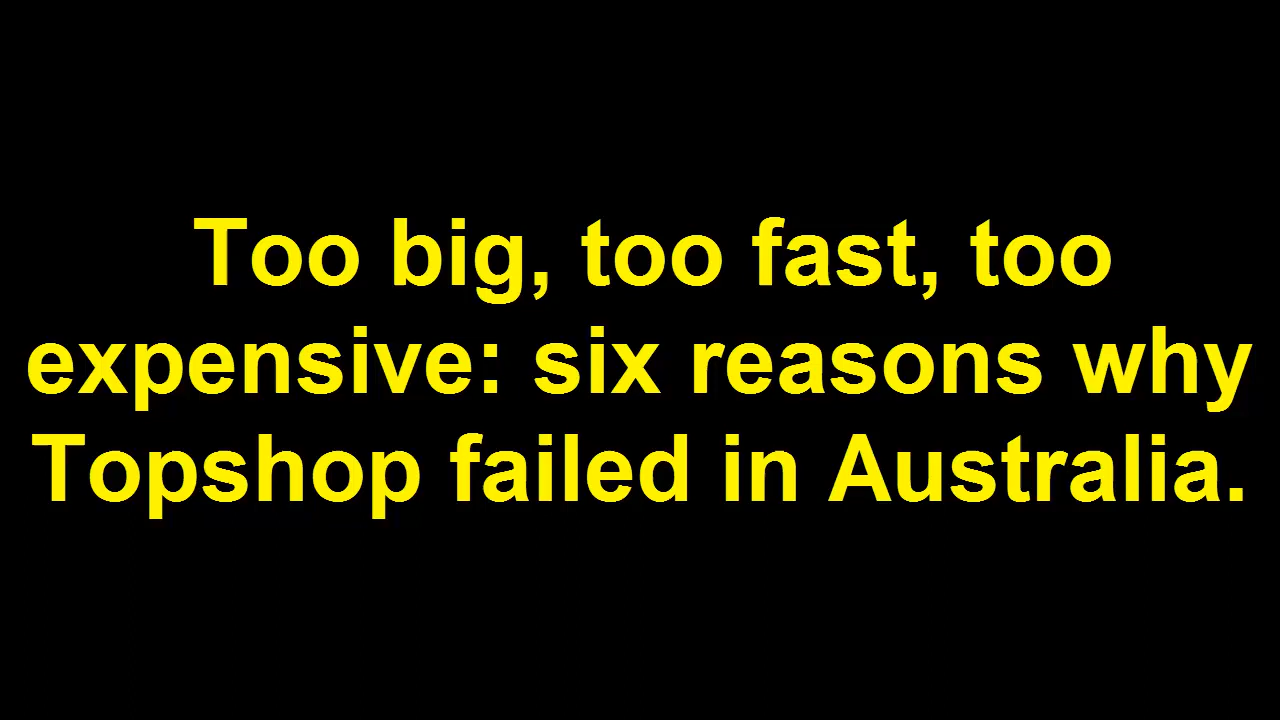 Too big, too fast, too
expensive: six reasons why
Topshop failed in Australia.